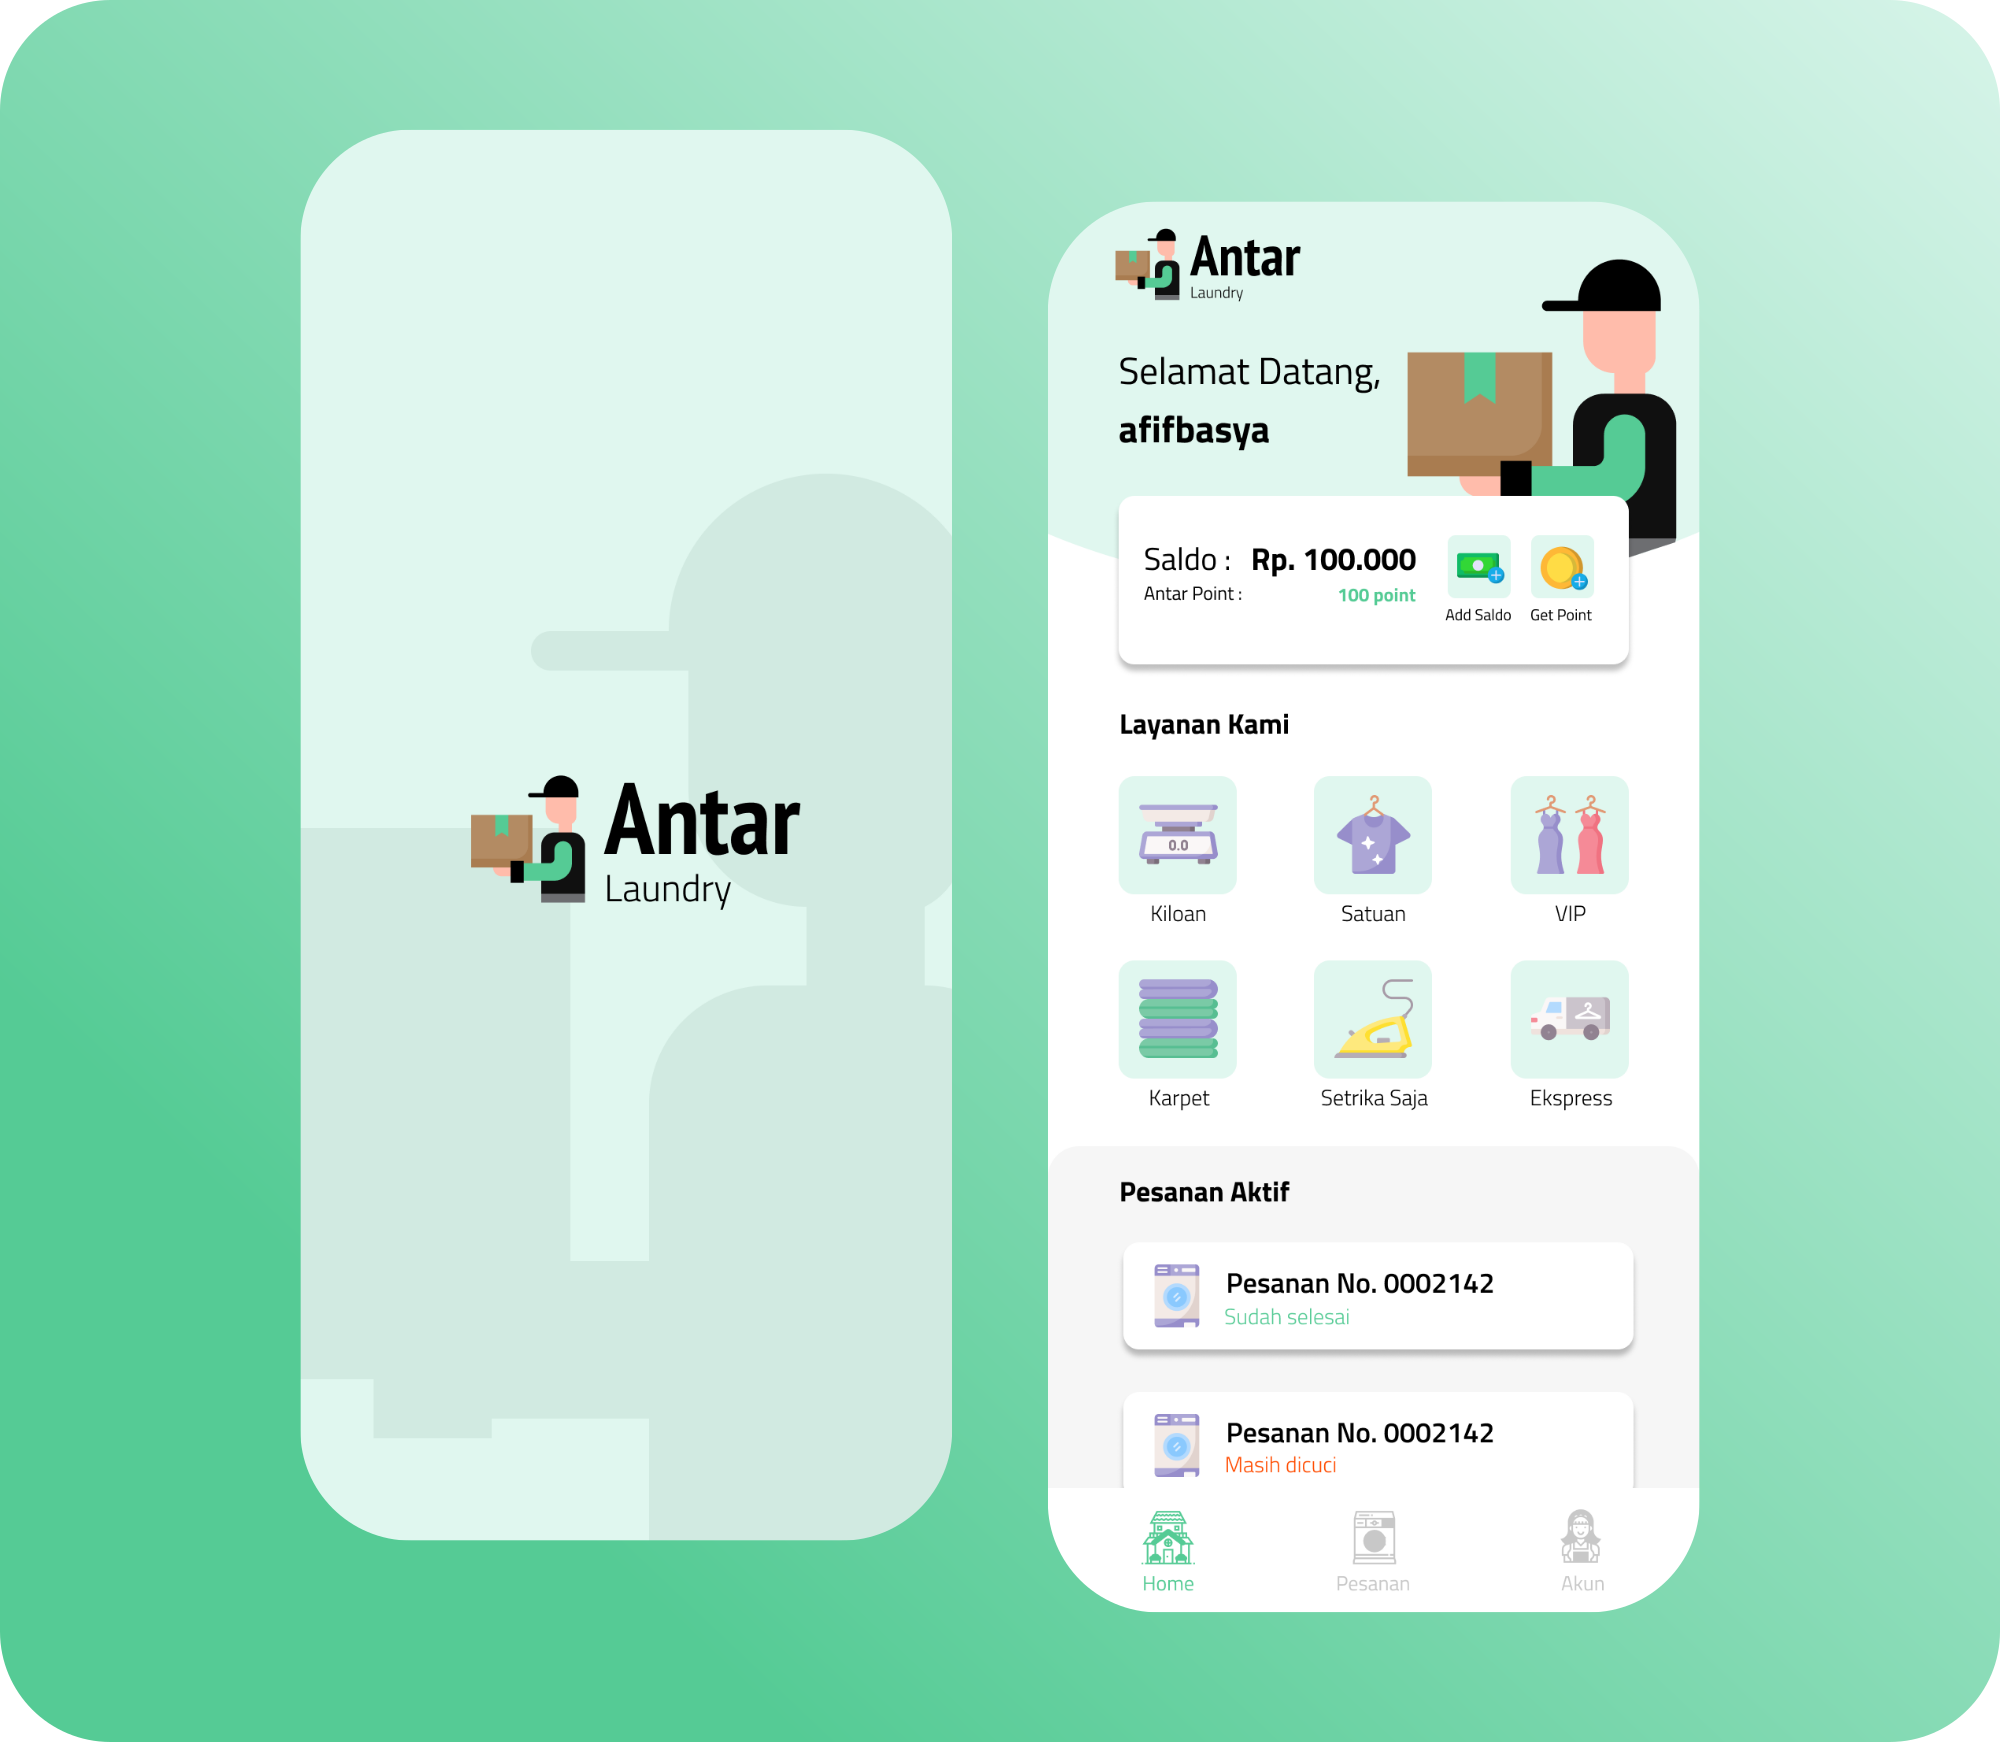 Antar
Laundry
Antar
Laundry
Selamat Datang,
afifbasya
Saldo : Rp. 100.000
Antar Point : 100 point
Add Saldo Get Point
Layanan Kami
0.0
Kiloan Satuan VIP
Karpet Setrika Saja Ekspress
Pesanan Aktif
Pesanan No. 0002142
Sudah selesai
Pesanan No. 0002142
Masih dicuci
Home Pesanan Akun